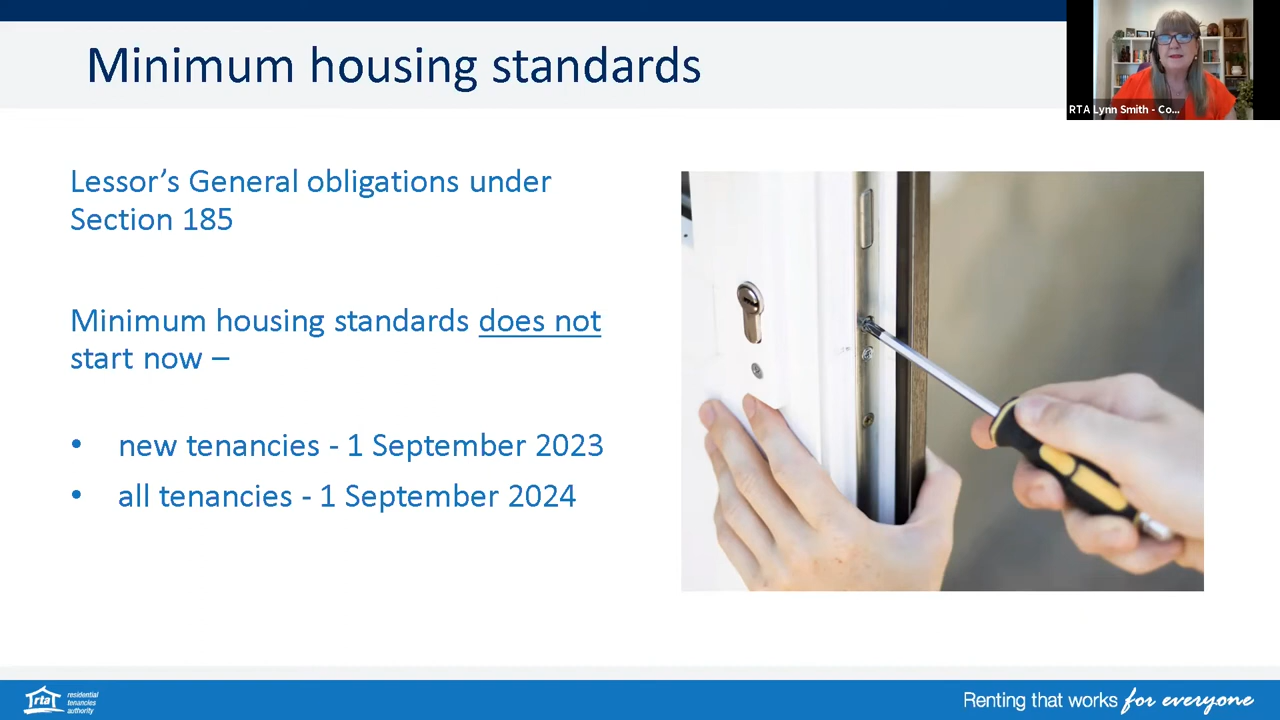 Minimum housing standards
RTA Lynn Smith - Co...
Lessor’s General obligations under
Section 185
Minimum housing standards does not
start now –
• new tenancies - 1 September 2023
• all tenancies - 1 September 2024
rta
residential
tenancies
authority
Renting that works for everyone